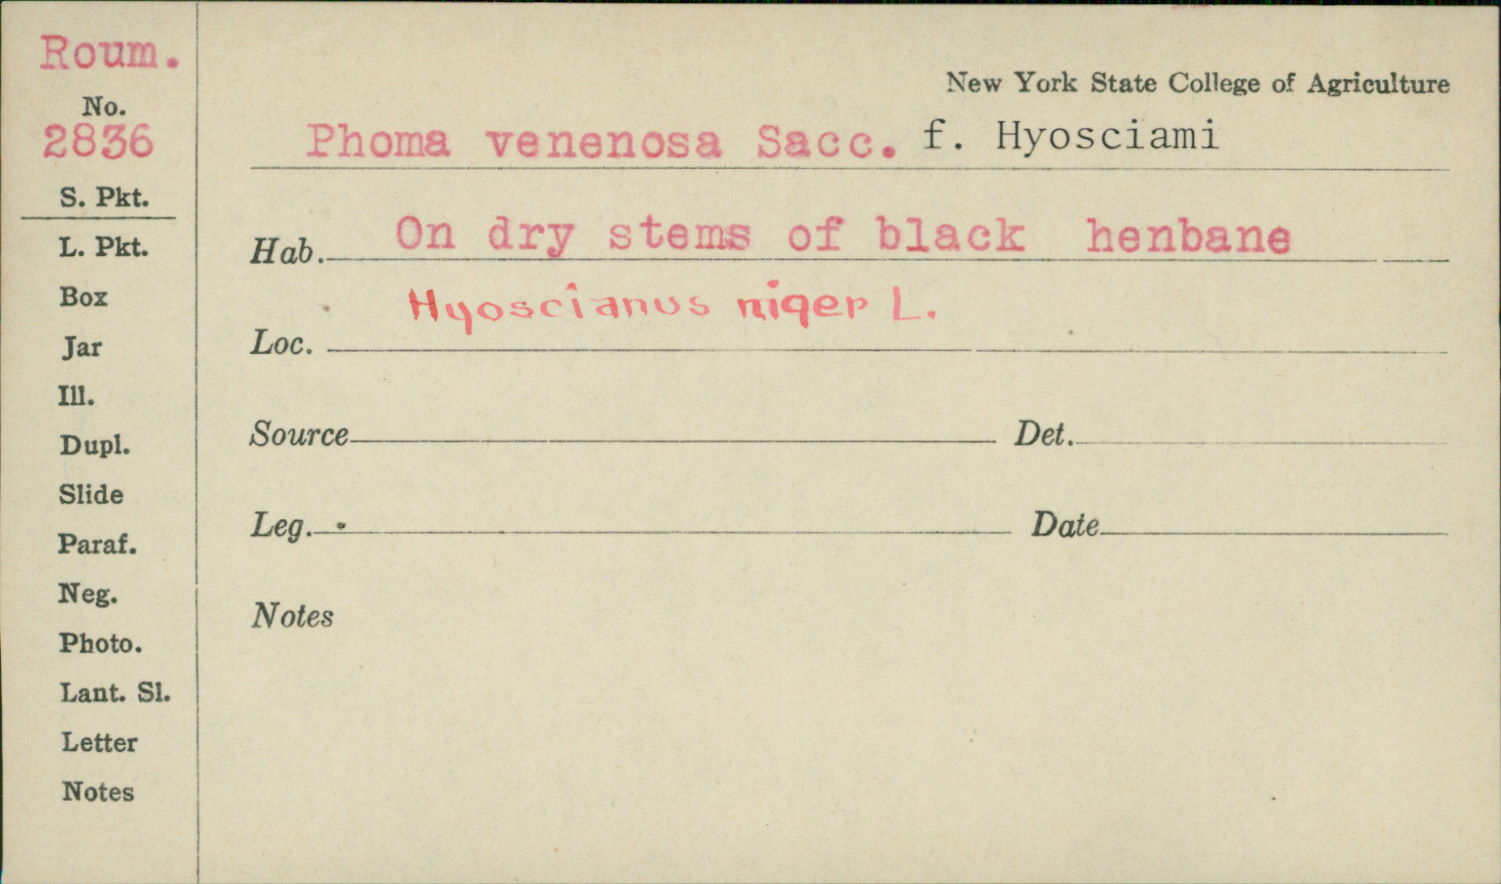 Roum.
No.
2836
S. Pkt.
L. Pkt.
Box
Jar
Ill.
Dupl.
Slide
Paraf.
Neg.
Photo.
Lant. Sl.
Letter
Notes
New York State College of Agriculture
Phoma venenosa Sacc. f. Hyosciami
Hab. On dry stems of black henbane
Hyoscianus niger L.
Loc.
Source Det.
Leg. Date
Notes